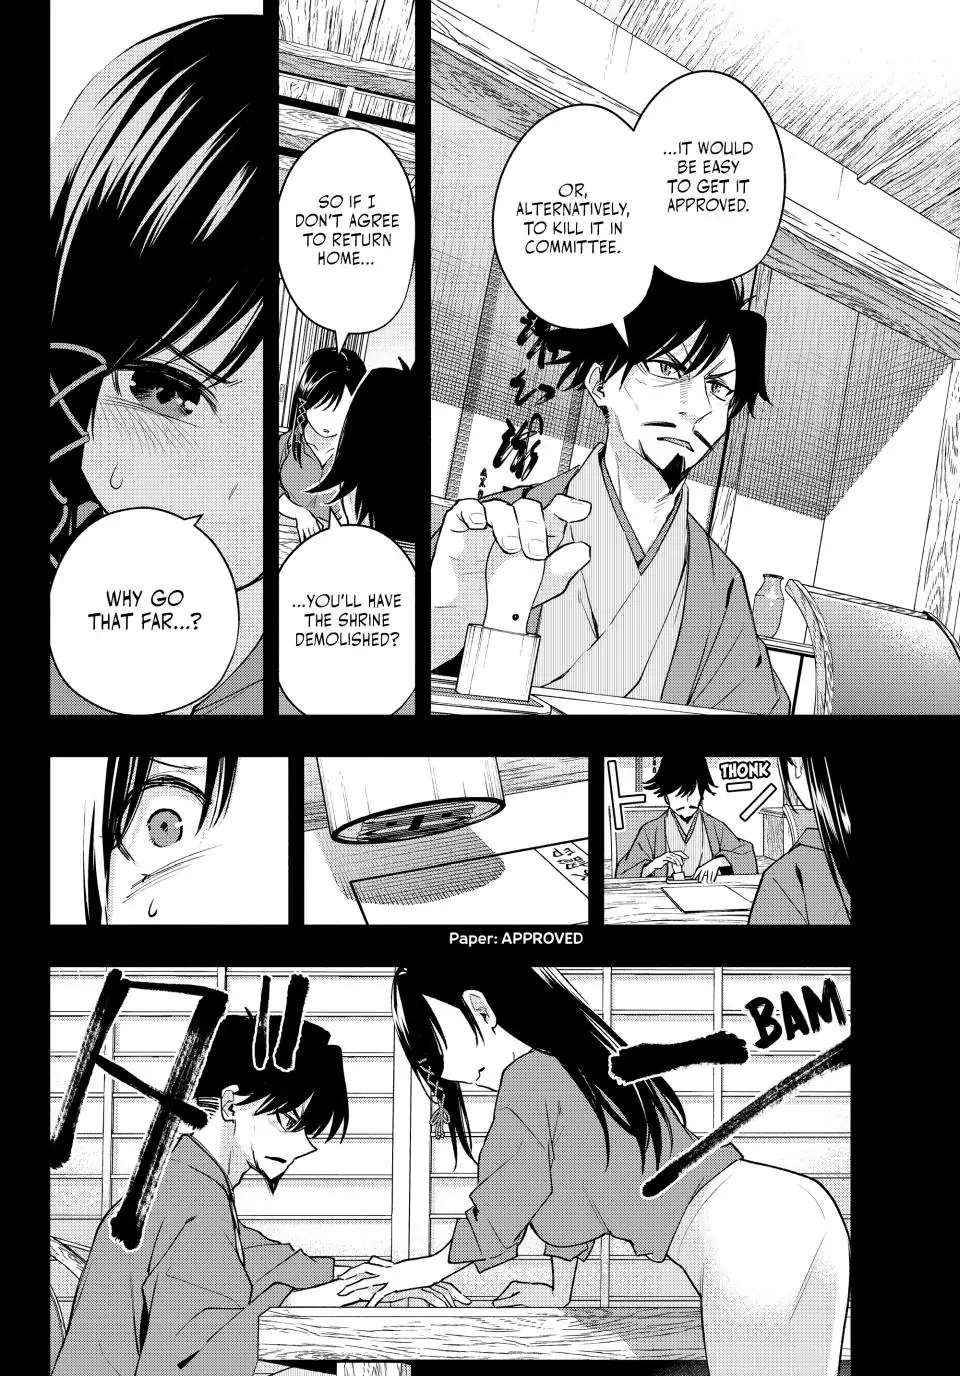 ...IT WOULD
BE EASY
TO GET IT
APPROVED.
OR,
ALTERNATIVELY,
TO KILL IT IN
COMMITTEE.
SO IF I
DON'T AGREE
TO RETURN
HOME...
...YOU'LL HAVE
THE SHRINE
DEMOLISHED?
WHY GO
THAT FAR...?
THONK
Paper: APPROVED
BAM